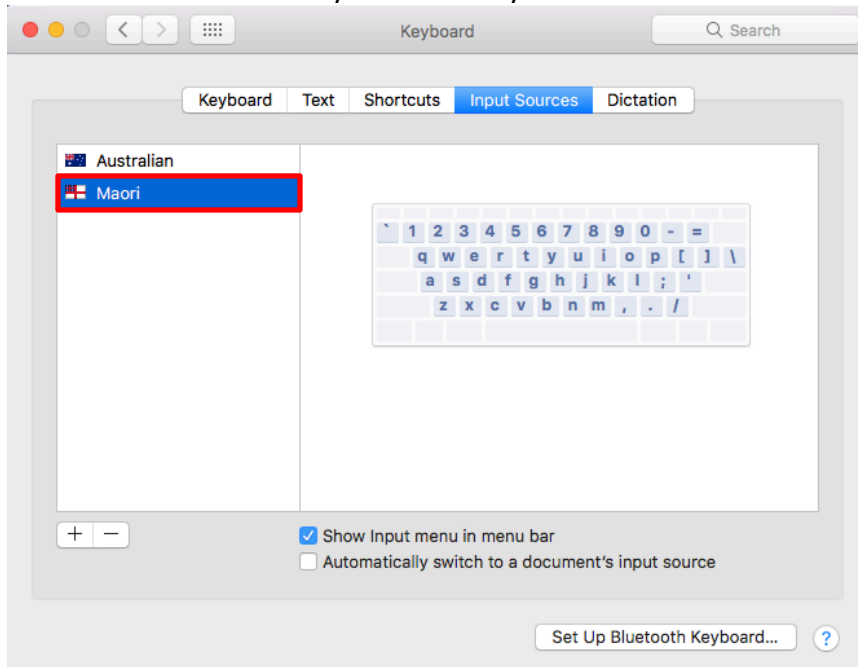 Keyboard
Search
Keyboard Text Shortcuts Input Sources Dictation
Australian
Maori
` 1 2 3 4 5 6 7 8 9 0 - =
q w e r t y u i o p [ ] \
a s d f g h j k l ; '
z x c v b n m , . /
+ −
Show Input menu in menu bar
Automatically switch to a document's input source
Set Up Bluetooth Keyboard... ?